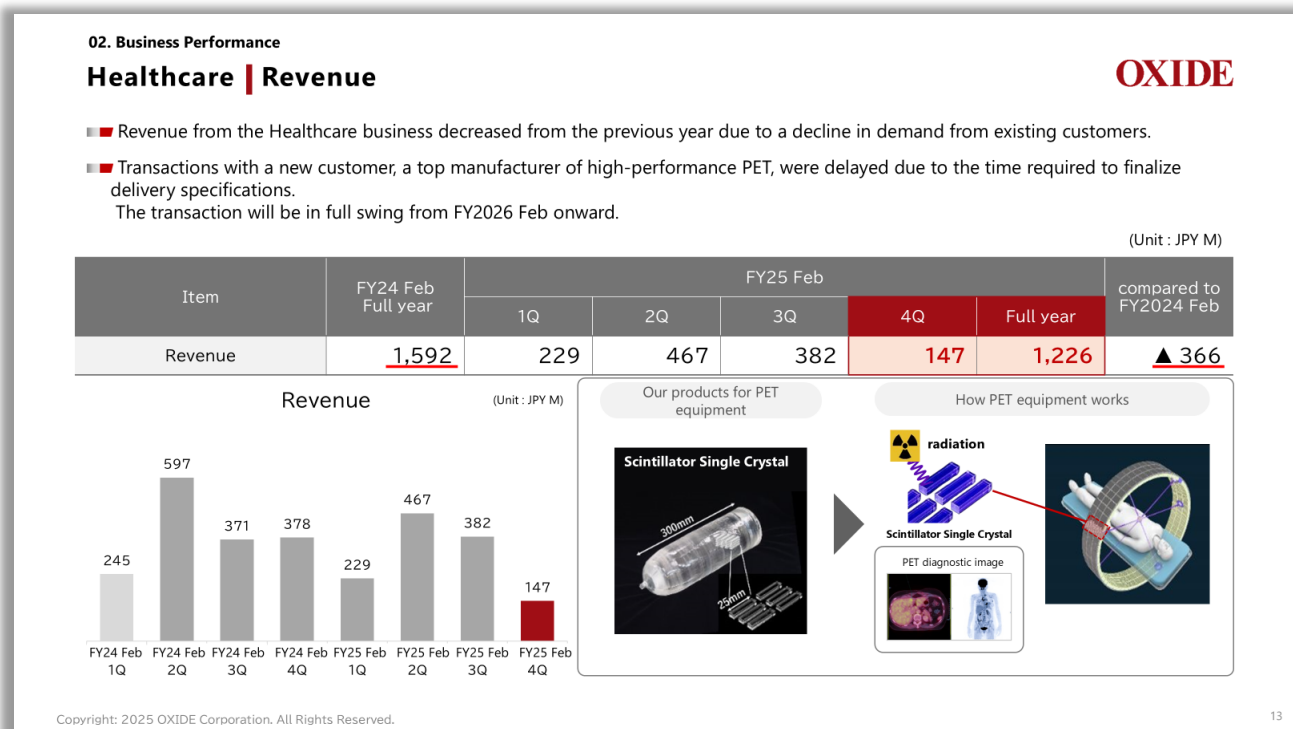 02. Business Performance
Healthcare | Revenue
OXIDE
Revenue from the Healthcare business decreased from the previous year due to a decline in demand from existing customers.
Transactions with a new customer, a top manufacturer of high-performance PET, were delayed due to the time required to finalize
delivery specifications.
The transaction will be in full swing from FY2026 Feb onward.
(Unit : JPY M)
Item
FY24 Feb
Full year
FY25 Feb
compared to
FY2024 Feb
1Q 2Q 3Q 4Q Full year
Revenue 1,592 229 467 382 147 1,226 ▲ 366
Revenue
(Unit : JPY M)
245
597
371
378
229
467
382
147
FY24 Feb FY24 Feb FY24 Feb FY24 Feb FY25 Feb FY25 Feb FY25 Feb FY25 Feb
1Q 2Q 3Q 4Q 1Q 2Q 3Q 4Q
Our products for PET
equipment
Scintillator Single Crystal
300mm
25mm
How PET equipment works
radiation
Scintillator Single Crystal
PET diagnostic image
Copyright: 2025 OXIDE Corporation. All Rights Reserved.
13